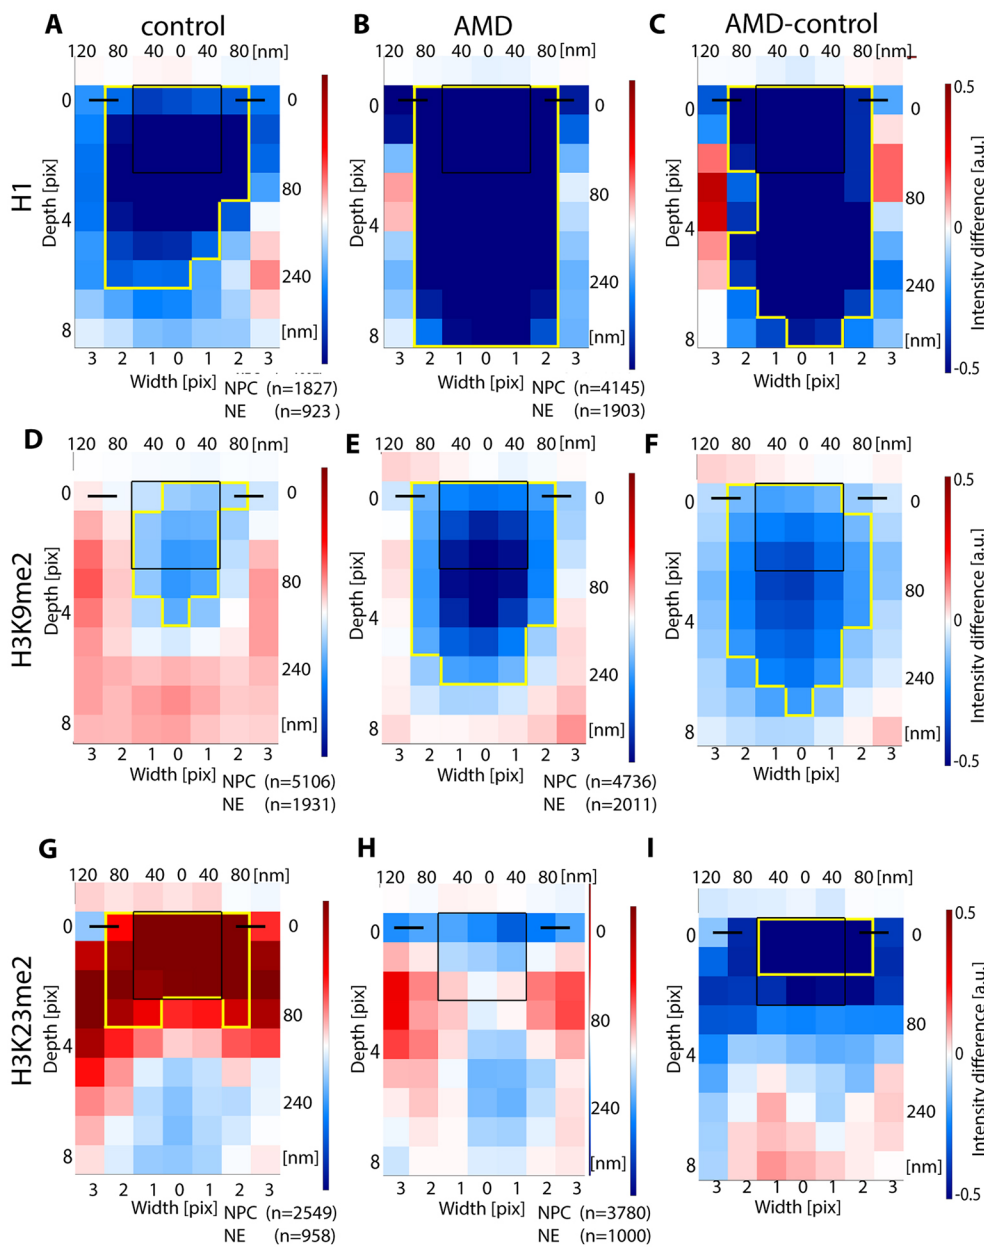 A control B AMD C AMD-control
120 80 40 0 40 80 [nm] 120 80 40 0 40 80 [nm] 120 80 40 0 40 80 [nm]
H1
Depth [pix] Depth [pix] Depth [pix]
0 0 0 0 0 0 0.5
80 80 80
4 4 4 0
240 240 240
8 [nm] 8 [nm] 8 [nm] -0.5
Intensity difference [a.u.]
3 2 1 0 1 2 3 3 2 1 0 1 2 3 3 2 1 0 1 2 3
Width [pix] Width [pix] Width [pix]
NPC (n=1827) NPC (n=4145)
NE (n=923 ) NE (n=1903)
D E F
120 80 40 0 40 80 [nm] 120 80 40 0 40 80 [nm] 120 80 40 0 40 80 [nm]
H3K9me2
Depth [pix] Depth [pix] Depth [pix]
0 0 0 0 0 0 0.5
80 80 80
4 4 4 0
240 240 240
8 [nm] 8 [nm] 8 [nm] -0.5
Intensity difference [a.u.]
3 2 1 0 1 2 3 3 2 1 0 1 2 3 3 2 1 0 1 2 3
Width [pix] Width [pix] Width [pix]
NPC (n=5106) NPC (n=4736)
NE (n=1931) NE (n=2011)
G H I
120 80 40 0 40 80 [nm] 120 80 40 0 40 80 [nm] 120 80 40 0 40 80 [nm]
H3K23me2
Depth [pix] Depth [pix] Depth [pix]
0 0 0 0 0 0 0.5
80 80 80
4 4 4 0
240 240 240
8 [nm] 8 [nm] 8 [nm] -0.5
Intensity difference [a.u.]
3 2 1 0 1 2 3 3 2 1 0 1 2 3 3 2 1 0 1 2 3
Width [pix] Width [pix] Width [pix]
NPC (n=2549) NPC (n=3780)
NE (n=958) NE (n=1000)